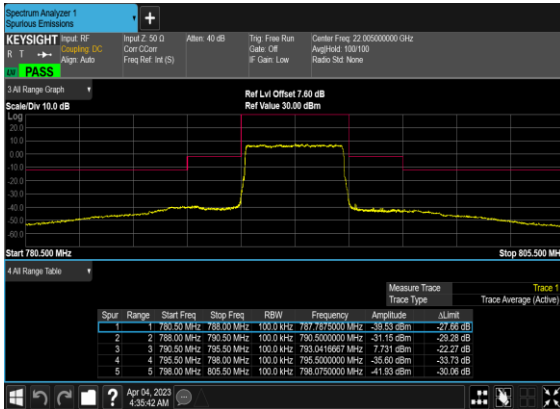 Spectrum Analyzer 1
Spurious Emissions
+
KEYSIGHT Input: RF Input Z: 50 Ω Atten: 40 dB Trig: Free Run Center Freq: 22.005000000 GHz
R T Coupling: DC Corr CCorr Gate: Off Avg|Hold: 100/100
Align: Auto Freq Ref: Int (S) IF Gain: Low Radio Std: None
PASS
3 All Range Graph
Ref Lvl Offset 7.60 dB
Scale/Div 10.0 dB Ref Value 30.00 dBm
Log
20.0
10.0
0.00
-10.0
-20.0
-30.0
-40.0
-50.0
-60.0
Start 780.500 MHz Stop 805.500 MH
4 All Range Table
Measure Trace Trace 1
Trace Type Trace Average (Active)
Spur Range Start Freq Stop Freq RBW Frequency Amplitude ΔLimit
1 1 780.50 MHz 788.00 MHz 100.0 kHz 787.7875000 MHz -39.53 dBm -27.66 dB
2 2 788.00 MHz 790.50 MHz 100.0 kHz 790.5000000 MHz -31.15 dBm -29.28 dB
3 3 790.50 MHz 795.50 MHz 100.0 kHz 793.0416667 MHz 7.731 dBm -22.27 dB
4 4 795.50 MHz 798.00 MHz 100.0 kHz 795.5000000 MHz -35.60 dBm -33.73 dB
5 5 798.00 MHz 805.50 MHz 100.0 kHz 798.0750000 MHz -41.93 dBm -30.06 dB
?
Apr 04, 2023
4:35:42 AM